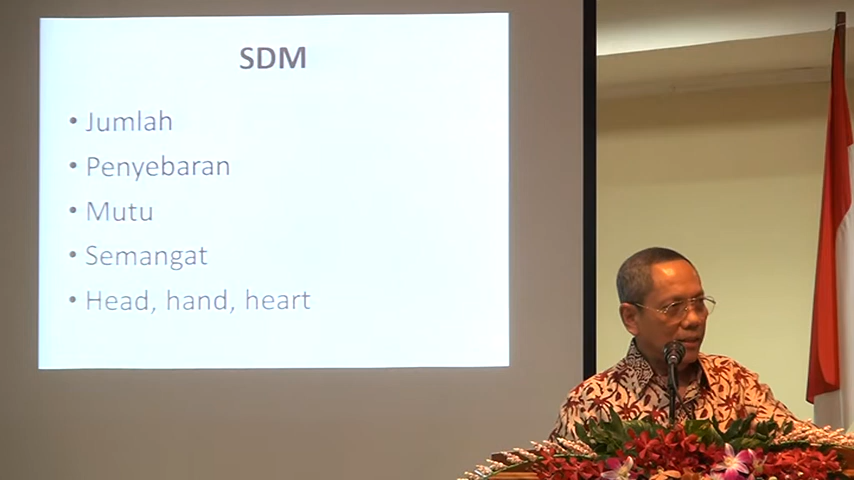 SDM
• Jumlah
• Penyebaran
• Mutu
• Semangat
• Head, hand, heart